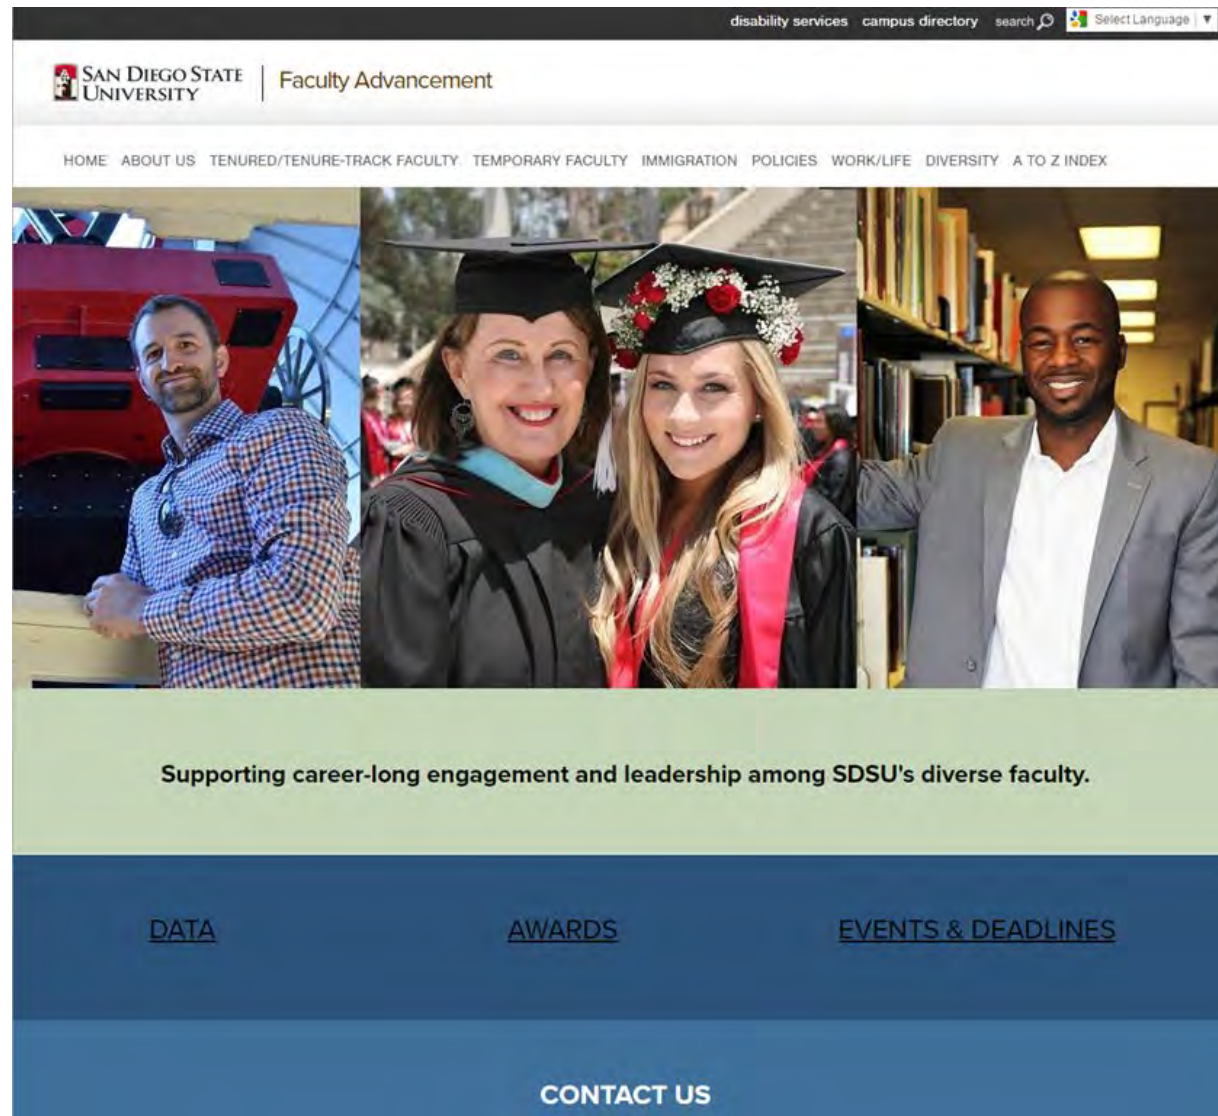 disability services campus directory search Select Language ▼
SAN DIEGO STATE
UNIVERSITY
Faculty Advancement
HOME ABOUT US TENURED/TENURE-TRACK FACULTY TEMPORARY FACULTY IMMIGRATION POLICIES WORK/LIFE DIVERSITY A TO Z INDEX
Supporting career-long engagement and leadership among SDSU's diverse faculty.
DATA AWARDS EVENTS & DEADLINES
CONTACT US